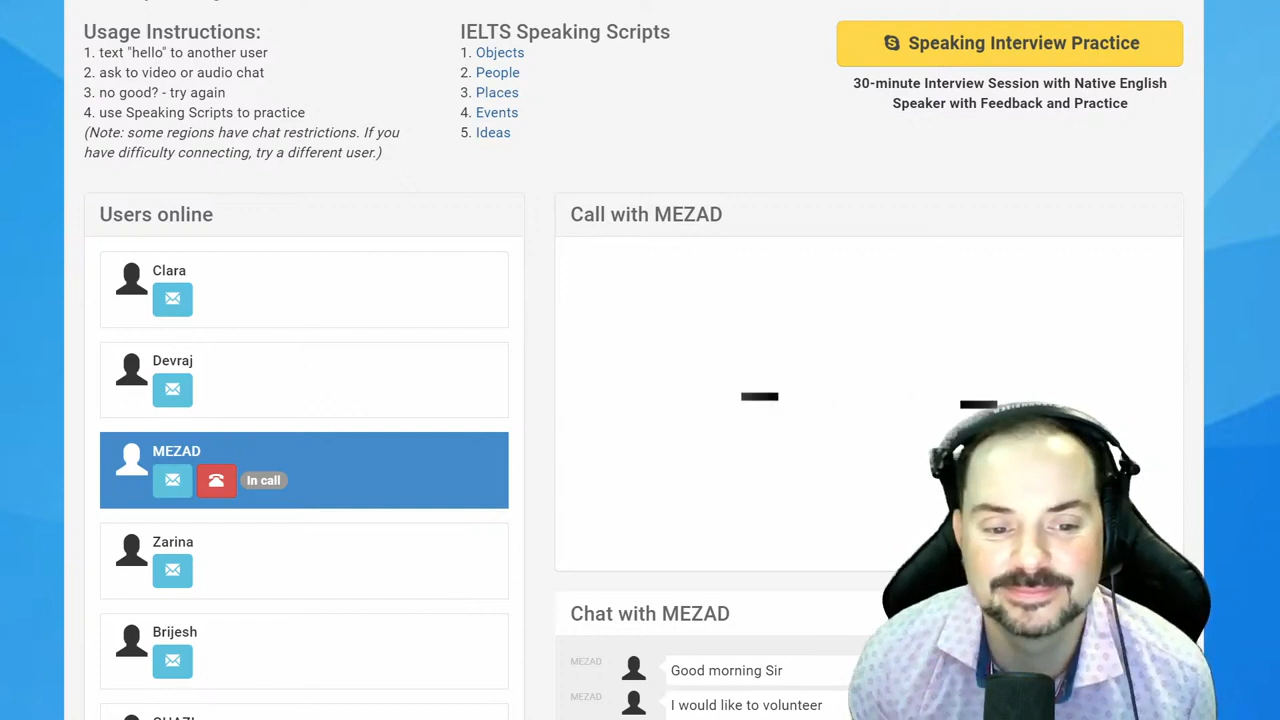 Usage Instructions:
1. text "hello" to another user
2. ask to video or audio chat
3. no good? - try again
4. use Speaking Scripts to practice
(Note: some regions have chat restrictions. If you
have difficulty connecting, try a different user.)
IELTS Speaking Scripts
1. Objects
2. People
3. Places
4. Events
5. Ideas
Speaking Interview Practice
30-minute Interview Session with Native English
Speaker with Feedback and Practice
Users online
Clara
Devraj
MEZAD
In call
Zarina
Brijesh
Call with MEZAD
Chat with MEZAD
MEZAD
Good morning Sir
MEZAD
I would like to volunteer